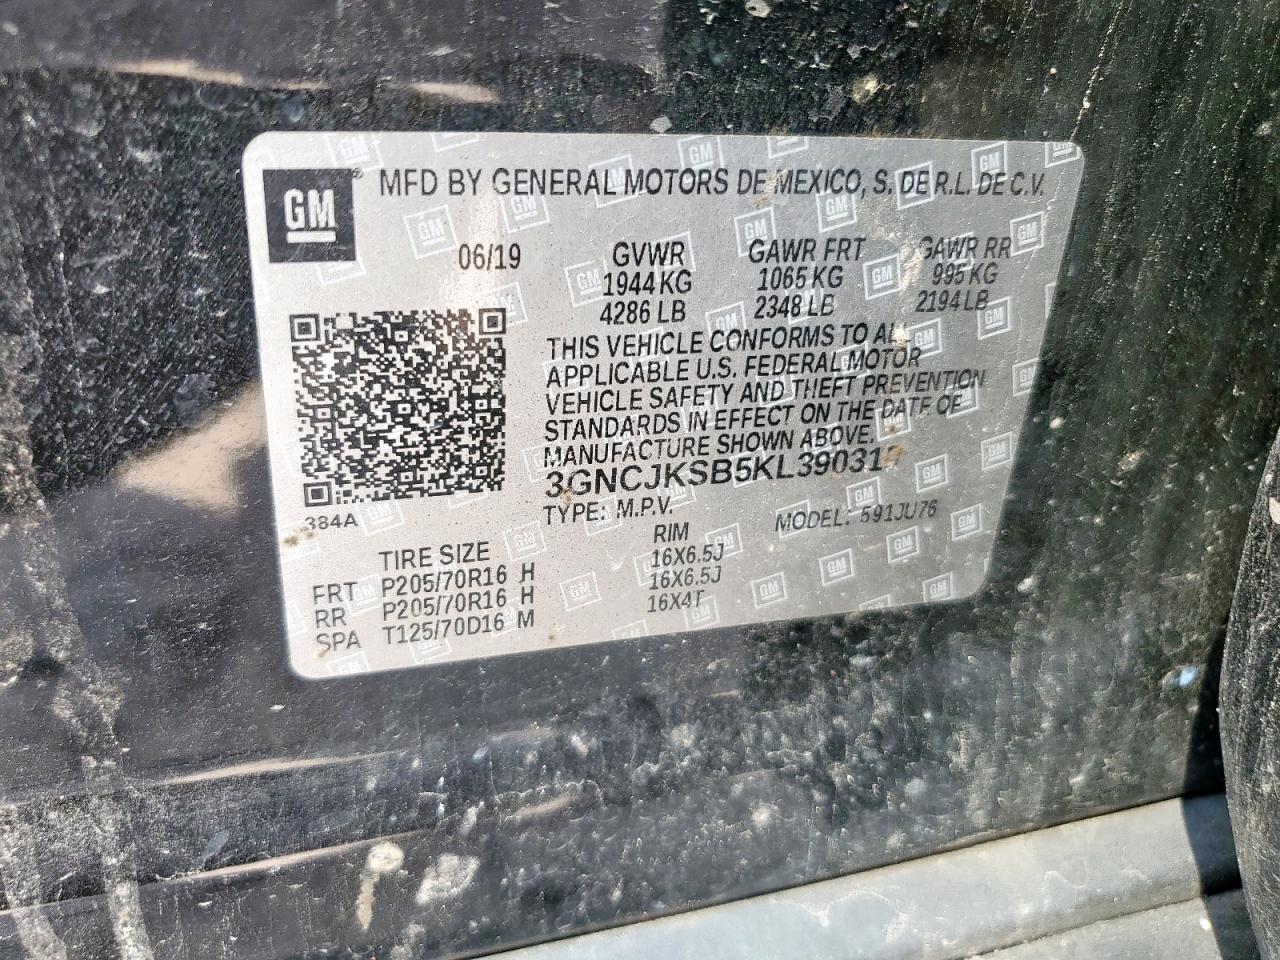 GM® MFD BY GENERAL MOTORS DE MEXICO, S. DE R.L. DE C.V.
06/19 GVWR GAWR FRT GAWR RR
1944 KG 1065 KG 995 KG
4286 LB 2348 LB 2194 LB
THIS VEHICLE CONFORMS TO ALL
APPLICABLE U.S. FEDERAL MOTOR
VEHICLE SAFETY AND THEFT PREVENTION
STANDARDS IN EFFECT ON THE DATE OF
MANUFACTURE SHOWN ABOVE.
TYPE: M.P.V. MODEL: 591JU76
384A
TIRE SIZE RIM
FRT P205/70R16 H 16X6.5J
RR P205/70R16 H 16X6.5J
SPA T125/70D16 M 16X4T